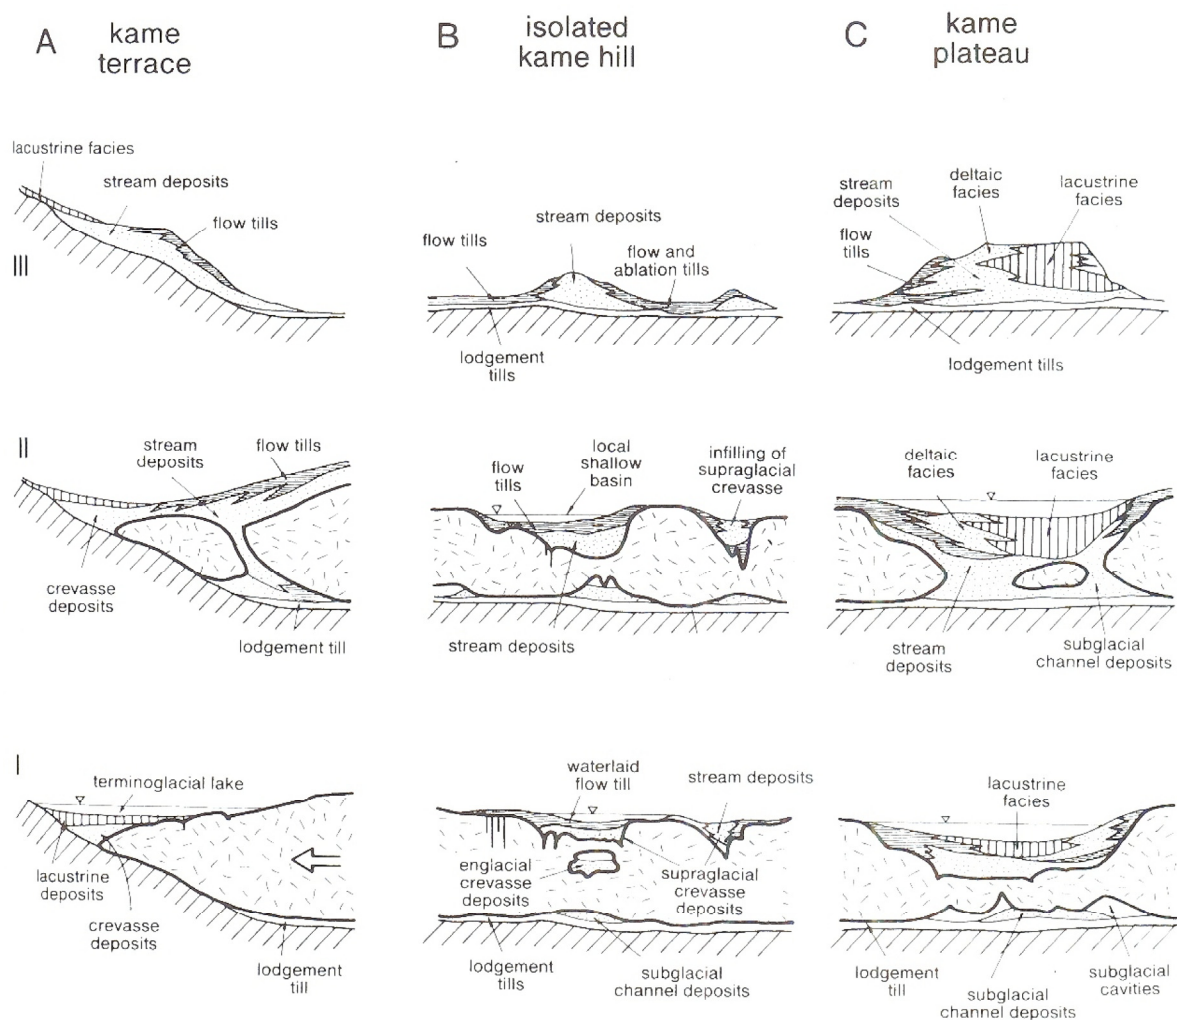 A
kame
terrace
B
isolated
kame hill
C
kame
plateau
III
lacustrine facies
stream deposits
flow tills
stream deposits
flow tills
flow and
ablation tills
lodgement
tills
stream
deposits
deltaic
facies
lacustrine
facies
flow
tills
lodgement tills
II
stream
deposits
flow tills
crevasse
deposits
lodgement till
flow
tills
local
shallow
basin
infilling of
supraglacial
crevasse
stream deposits
deltaic
facies
lacustrine
facies
stream
deposits
subglacial
channel deposits
I
terminoglacial lake
lacustrine
deposits
crevasse
deposits
lodgement
till
waterlaid
flow till
stream deposits
englacial
crevasse
deposits
supraglacial
crevasse
deposits
lodgement
tills
subglacial
channel deposits
lacustrine
facies
lodgement
till
subglacial
channel deposits
subglacial
cavities